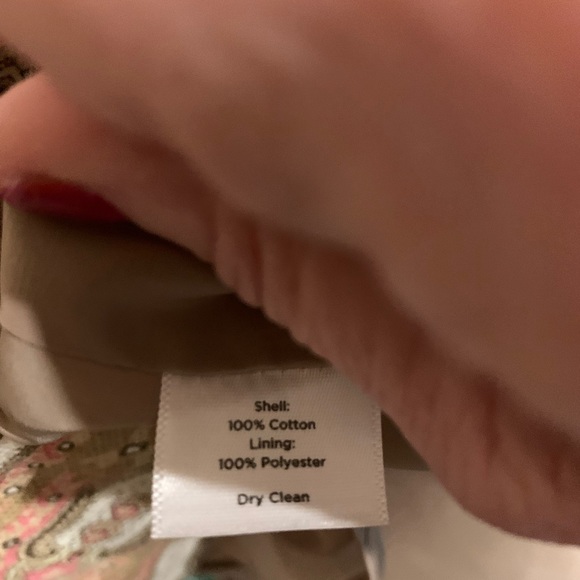 Shell:
100% Cotton
Lining:
100% Polyester
Dry Clean